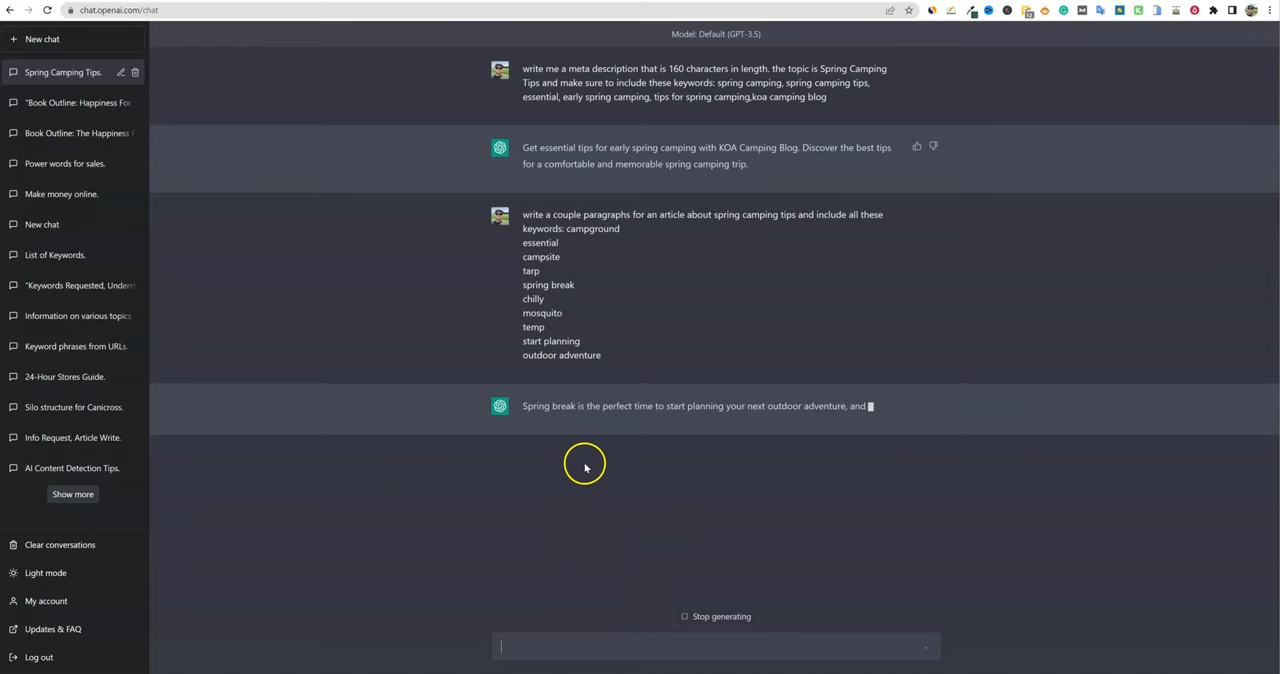 chat.openai.com/chat
12
+ New chat
Model: Default (GPT-3.5)
Spring Camping Tips.
"Book Outline: Happiness For
Book Outline: The Happiness F
Power words for sales.
Make money online.
New chat
List of Keywords.
"Keywords Requested, Unders
Information on various topics.
Keyword phrases from URLs.
24-Hour Stores Guide.
Silo structure for Canicross.
Info Request, Article Write.
AI Content Detection Tips.
Show more
Clear conversations
Light mode
My account
Updates & FAQ
Log out
write me a meta description that is 160 characters in length. the topic is Spring Camping
Tips and make sure to include these keywords: spring camping, spring camping tips,
essential, early spring camping, tips for spring camping,koa camping blog
Get essential tips for early spring camping with KOA Camping Blog. Discover the best tips
for a comfortable and memorable spring camping trip.
write a couple paragraphs for an article about spring camping tips and include all these
keywords: campground
essential
campsite
tarp
spring break
chilly
mosquito
temp
start planning
outdoor adventure
Spring break is the perfect time to start planning your next outdoor adventure, and
Stop generating